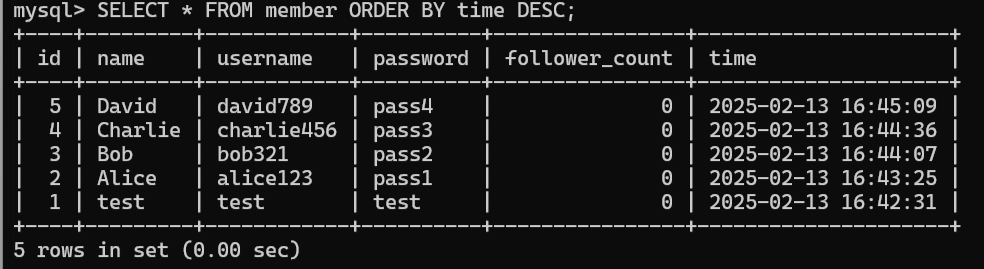 mysql> SELECT * FROM member ORDER BY time DESC;
+----+---------+------------+----------+----------------+---------------------+
| id | name    | username   | password | follower_count | time                |
+----+---------+------------+----------+----------------+---------------------+
|  5 | David   | david789   | pass4    |              0 | 2025-02-13 16:45:09 |
|  4 | Charlie | charlie456 | pass3    |              0 | 2025-02-13 16:44:36 |
|  3 | Bob     | bob321     | pass2    |              0 | 2025-02-13 16:44:07 |
|  2 | Alice   | alice123   | pass1    |              0 | 2025-02-13 16:43:25 |
|  1 | test    | test       | test     |              0 | 2025-02-13 16:42:31 |
+----+---------+------------+----------+----------------+---------------------+
5 rows in set (0.00 sec)